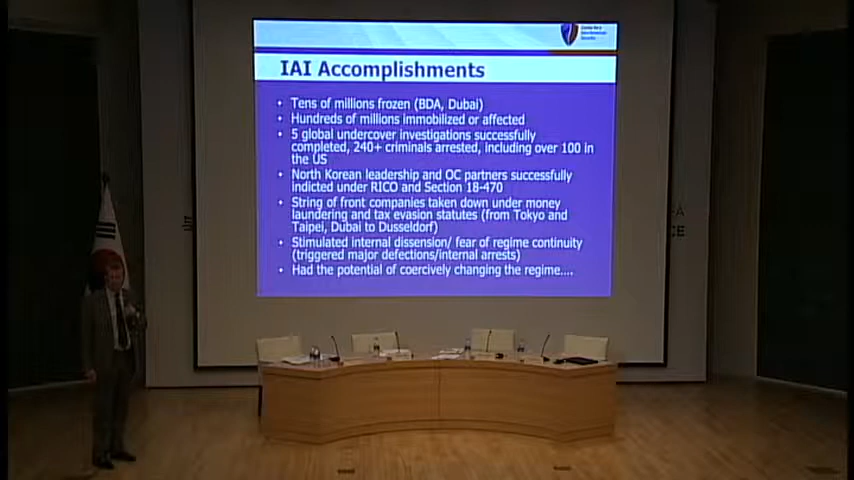 Center for a
Security
IAI Accomplishments
• Tens of millions frozen (BDA, Dubai)
• Hundreds of millions immobilized or affected
• 5 global undercover investigations successfully
completed, 240+ criminals arrested, including over 100 in
the US
• North Korean leadership and OC partners successfully
indicted under RICO and Section 18-470
• String of front companies taken down under money
laundering and tax evasion statutes (from Tokyo and
Taipei, Dubai to Dusseldorf)
• Stimulated internal dissension/ fear of regime continuity
(triggered major defections/internal arrests)
• Had the potential of coercively changing the regime....